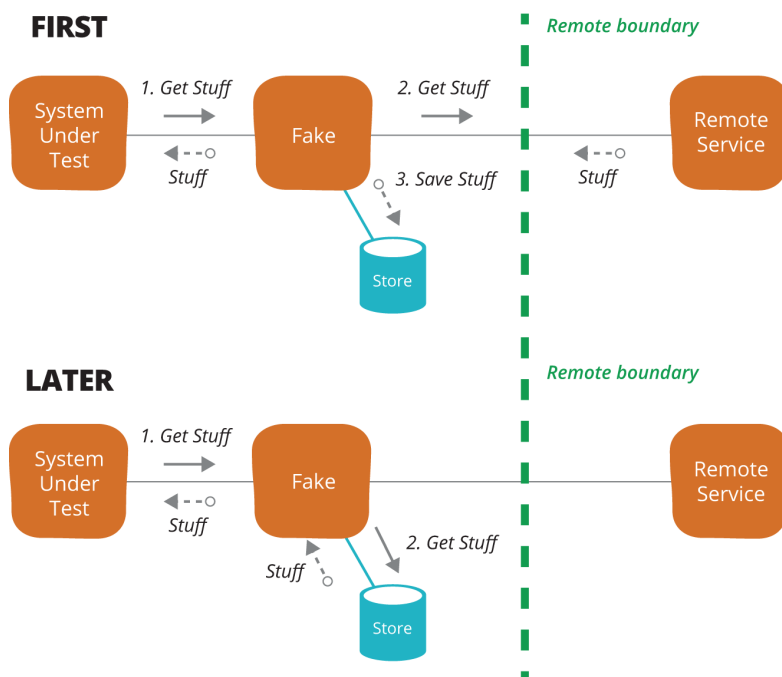 FIRST
Remote boundary
1. Get Stuff
2. Get Stuff
System
Under
Test
Fake
Remote
Service
Stuff
3. Save Stuff
Stuff
Store
LATER
Remote boundary
1. Get Stuff
System
Under
Test
Fake
Remote
Service
Stuff
2. Get Stuff
Stuff
Store